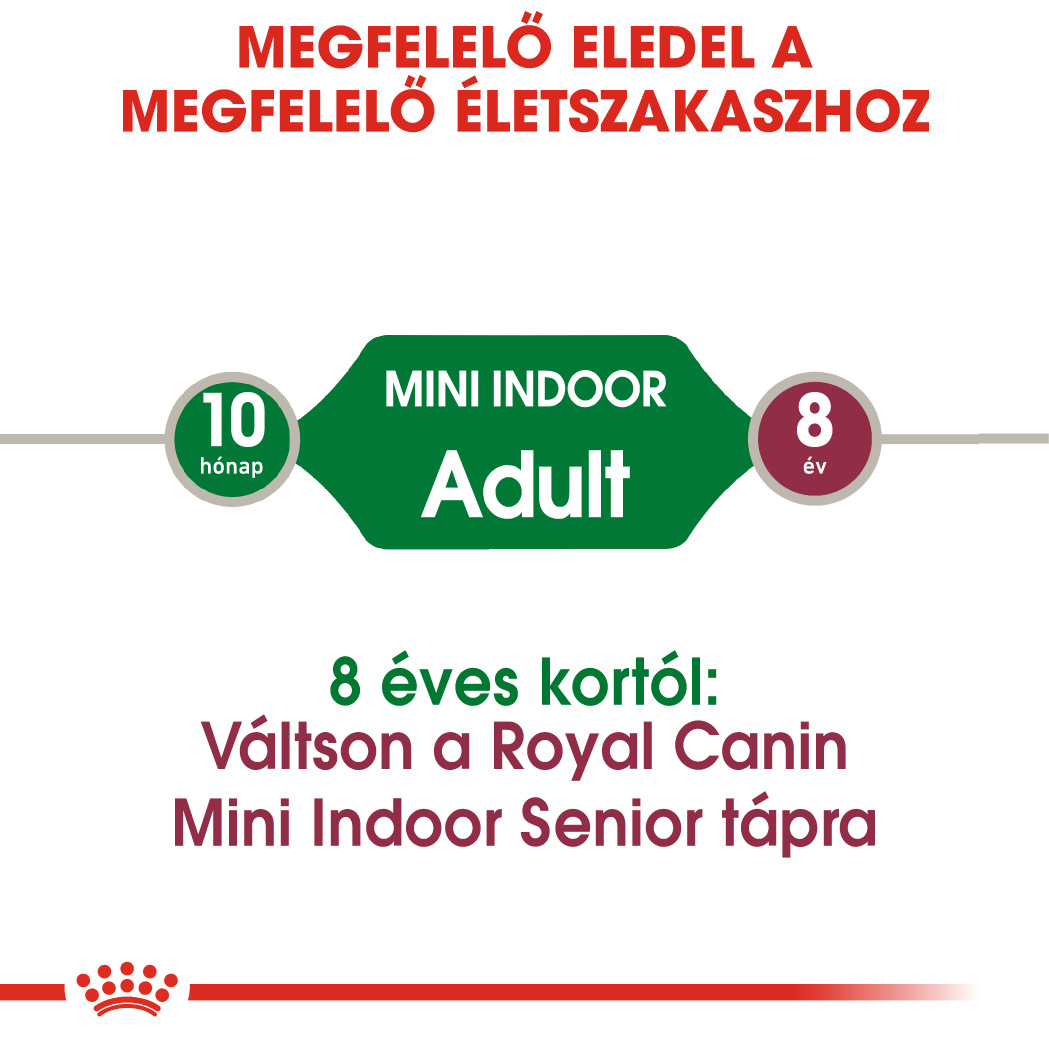 MEGFELELŐ ELEDEL A
MEGFELELŐ ÉLETSZAKASZHOZ
MINI INDOOR
Adult
10
hónap
8
év
8 éves kortól:
Váltson a Royal Canin
Mini Indoor Senior tápra